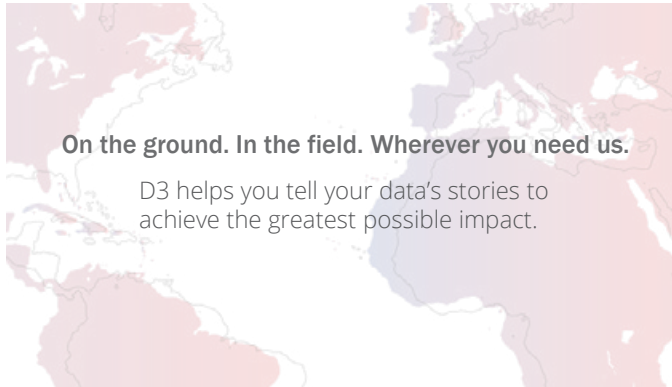 On the ground. In the field. Wherever you need us.
D3 helps you tell your data’s stories to
achieve the greatest possible impact.